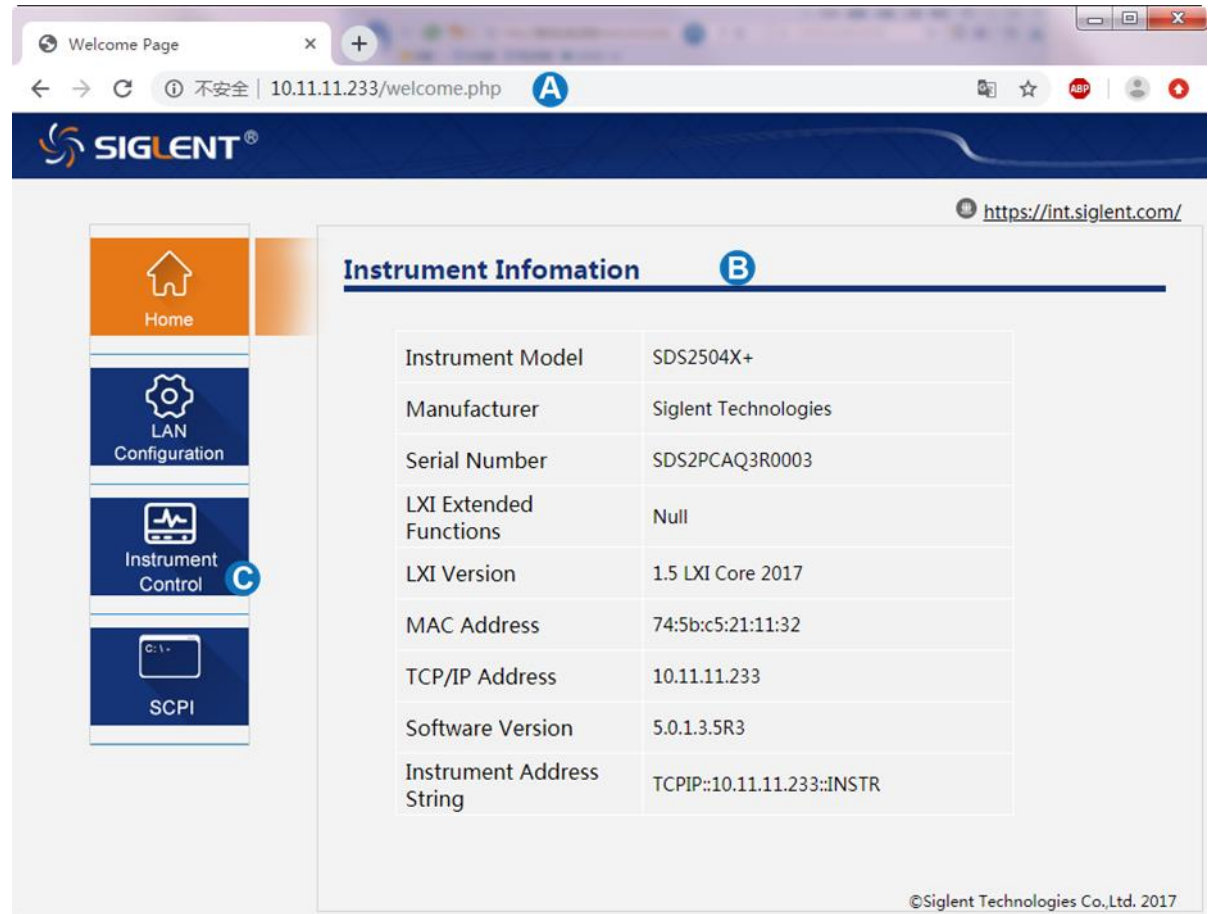 Welcome Page
不安全 | 10.11.11.233/welcome.php A
ABP
SIGLENT®
https://int.siglent.com/
Home
LAN
Configuration
Instrument
Control C
C:\-
SCPI
Instrument Infomation B
Instrument Model SDS2504X+
Manufacturer Siglent Technologies
Serial Number SDS2PCAQ3R0003
LXI Extended
Functions Null
LXI Version 1.5 LXI Core 2017
MAC Address 74:5b:c5:21:11:32
TCP/IP Address 10.11.11.233
Software Version 5.0.1.3.5R3
Instrument Address
String TCPIP::10.11.11.233::INSTR
©Siglent Technologies Co.,Ltd. 2017